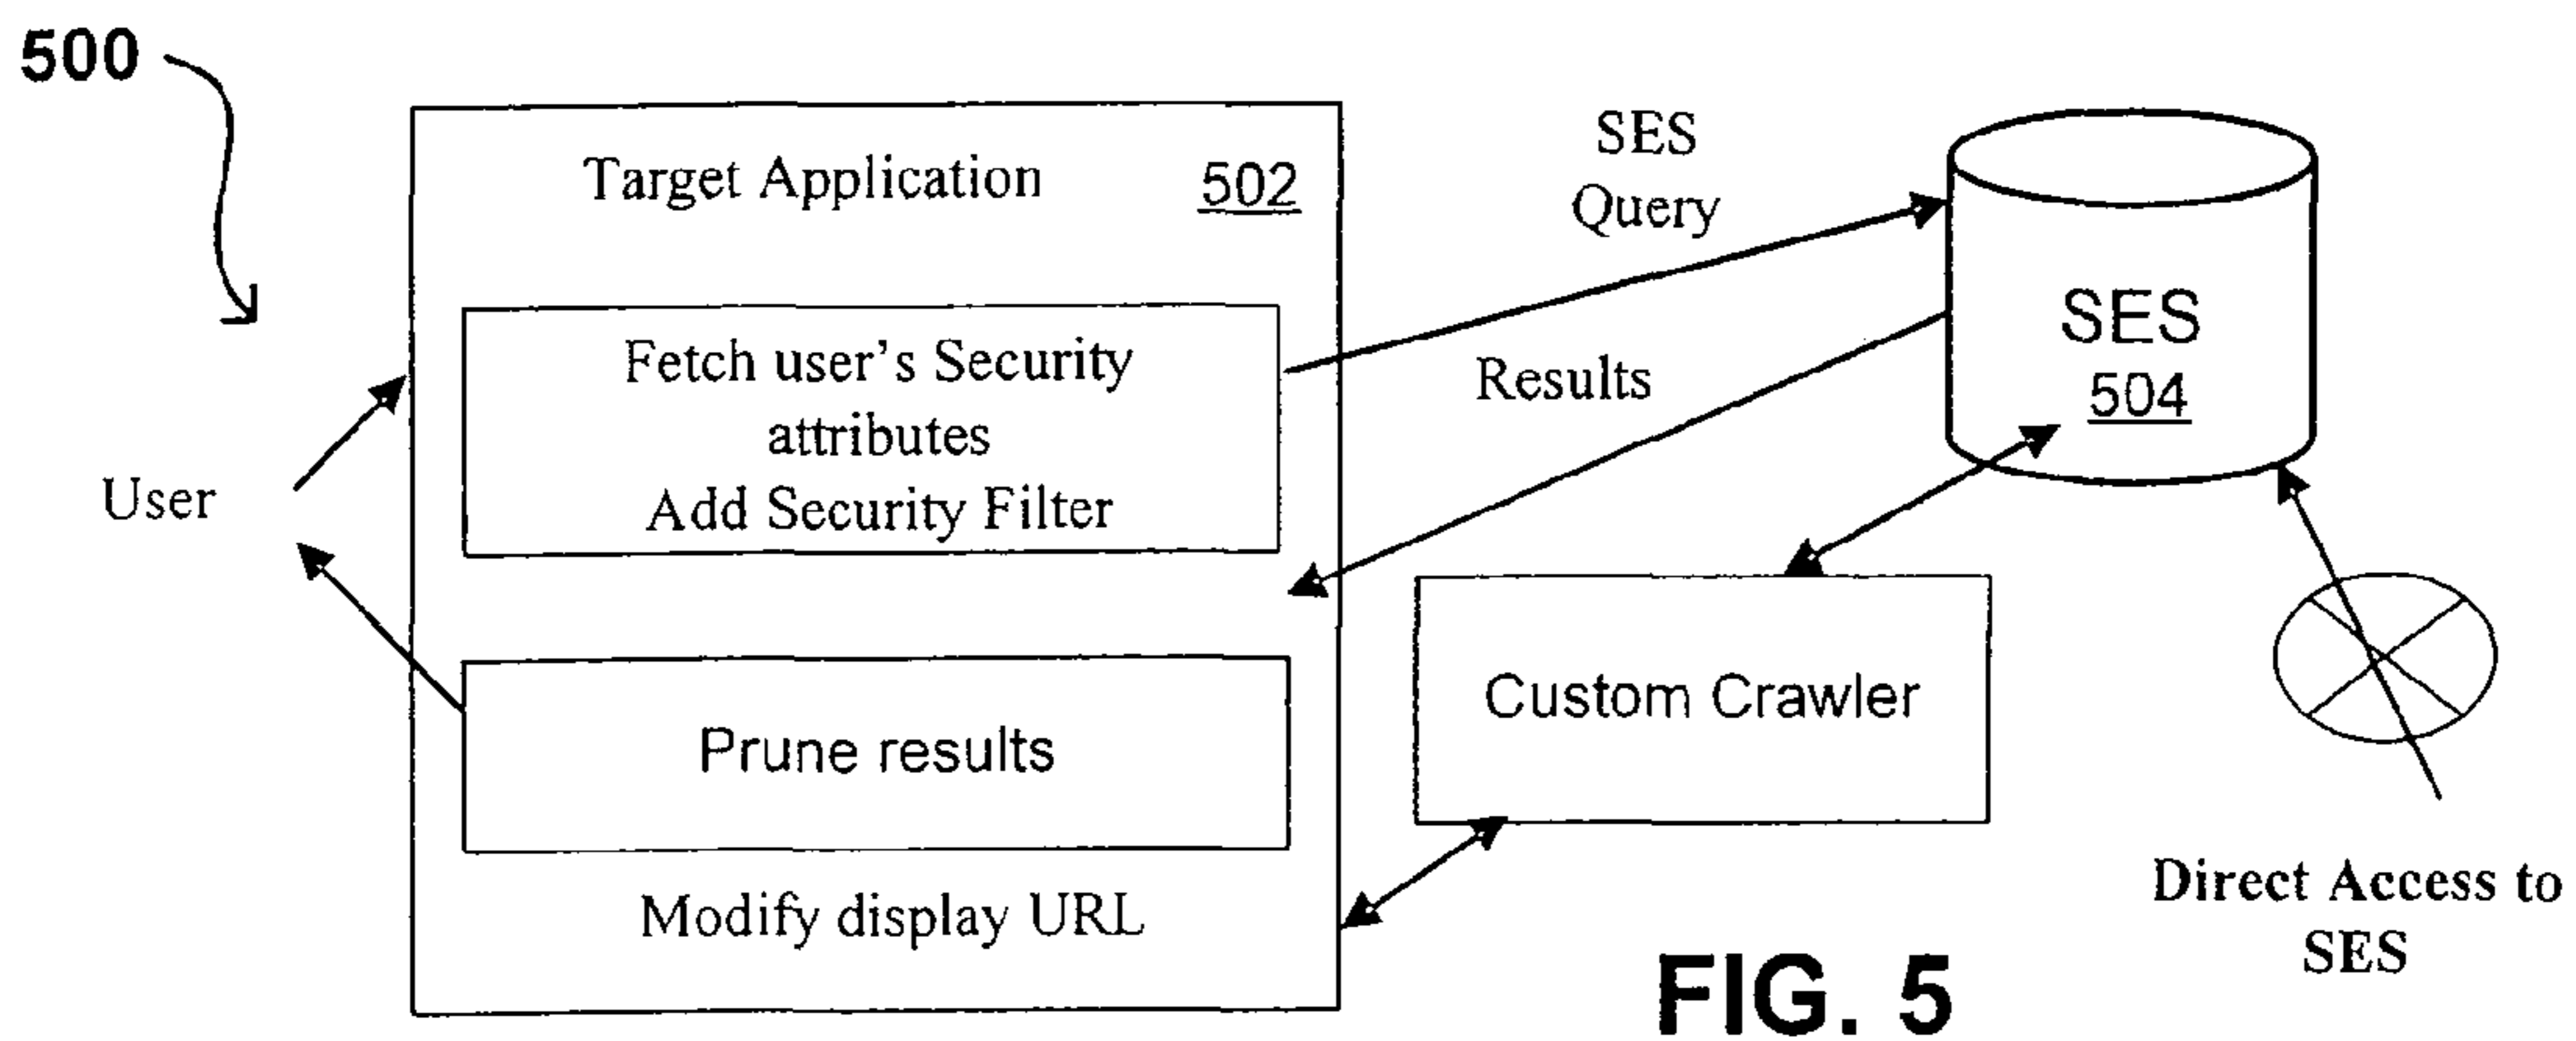 500
Target Application 502
Fetch user's Security
attributes
Add Security Filter
Prune results
Modify display URL
User
SES
Query
Results
SES
504
Custom Crawler
Direct Access to
SES
FIG. 5